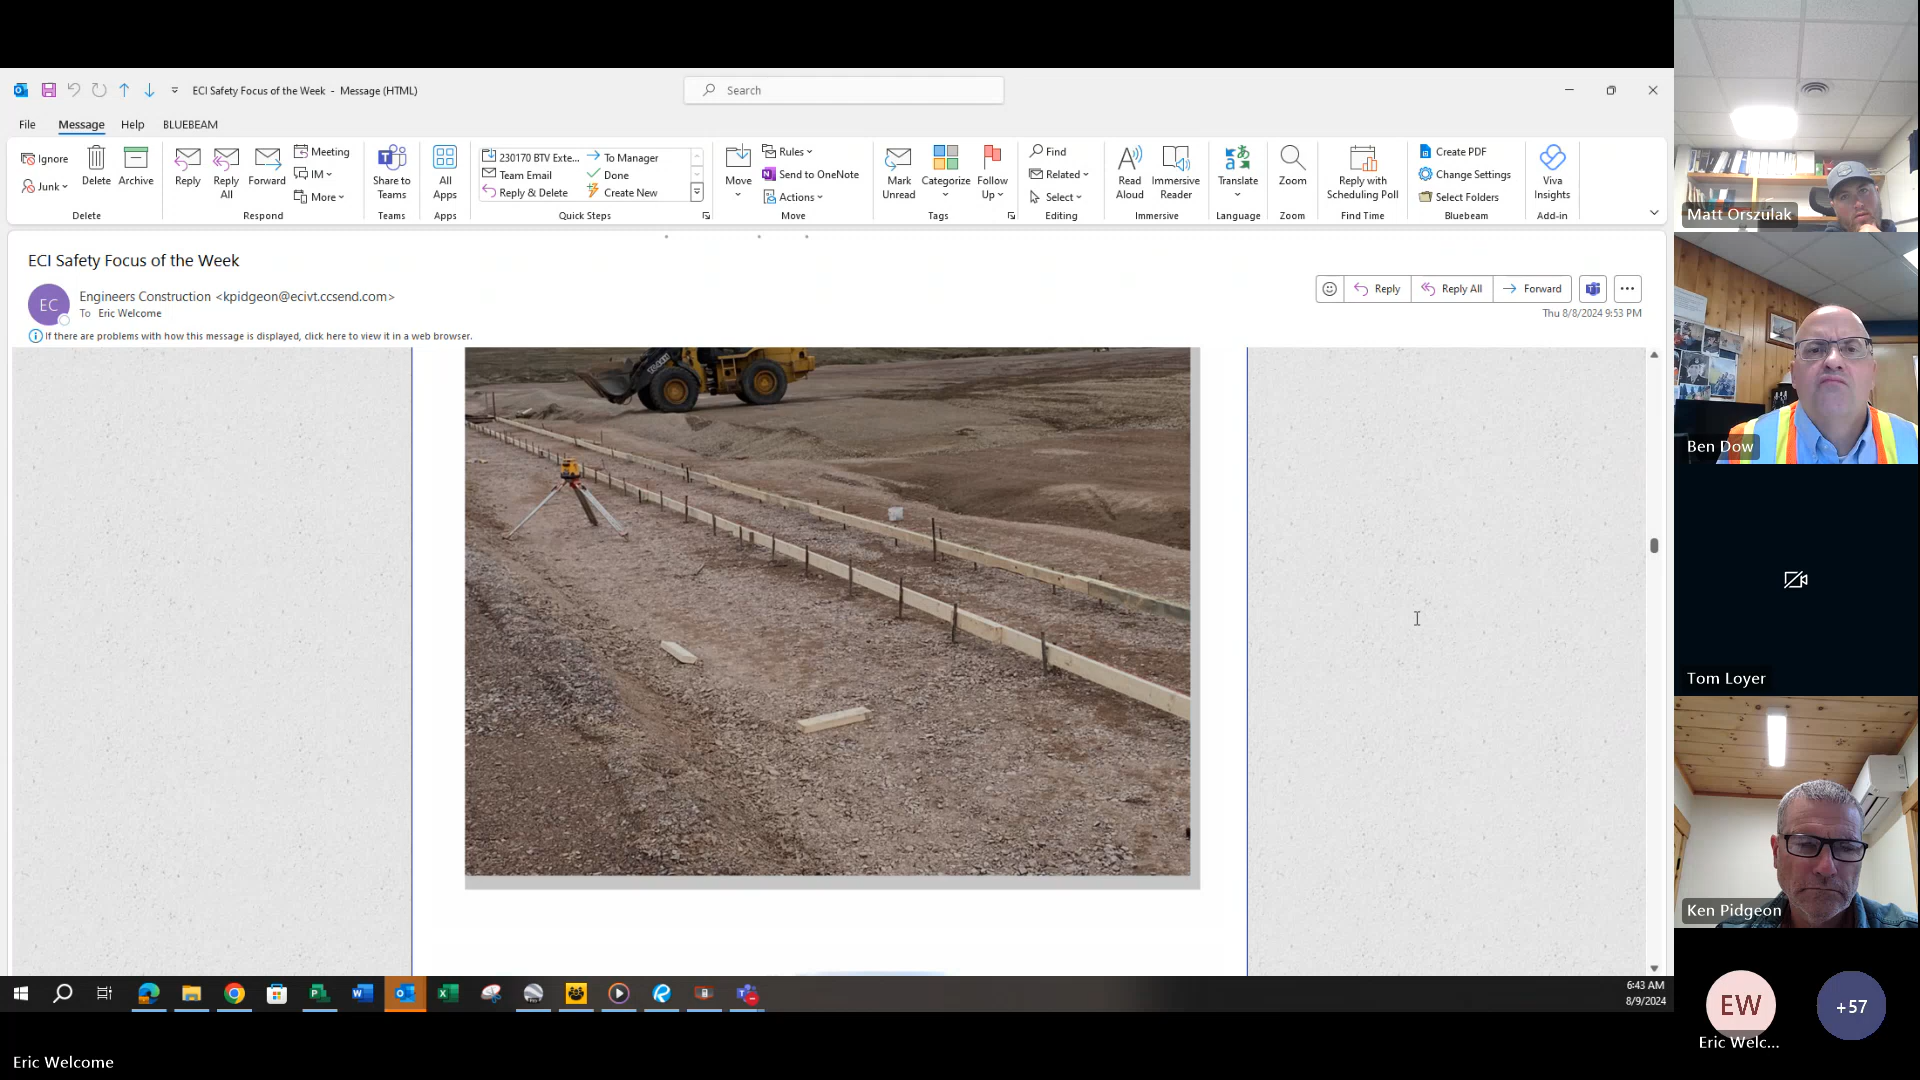 ECI Safety Focus of the Week - Message (HTML)
Search
File Message Help BLUEBEAM
Ignore
Junk
Delete
Archive
Delete
Reply
Reply All
Forward
Meeting
IM
More
Respond
Share to Teams
Teams
All Apps
Apps
230170 BTV Exte...
Team Email
Reply & Delete
To Manager
Done
Create New
Quick Steps
Move
Rules
Send to OneNote
Actions
Move
Mark Unread
Categorize
Follow Up
Tags
Find
Related
Select
Editing
Read Aloud
Immersive Reader
Immersive
Translate
Language
Zoom
Zoom
Reply with Scheduling Poll
Find Time
Create PDF
Change Settings
Select Folders
Bluebeam
Viva Insights
Add-in
ECI Safety Focus of the Week
EC
Engineers Construction <kpidgeon@ecivt.ccsend.com>
To Eric Welcome
Reply
Reply All
Forward
Thu 8/8/2024 9:53 PM
If there are problems with how this message is displayed, click here to view it in a web browser.
6:43 AM
8/9/2024
Eric Welcome
Matt Orszulak
Ben Dow
Tom Loyer
Ken Pidgeon
EW
Eric Welc...
+57